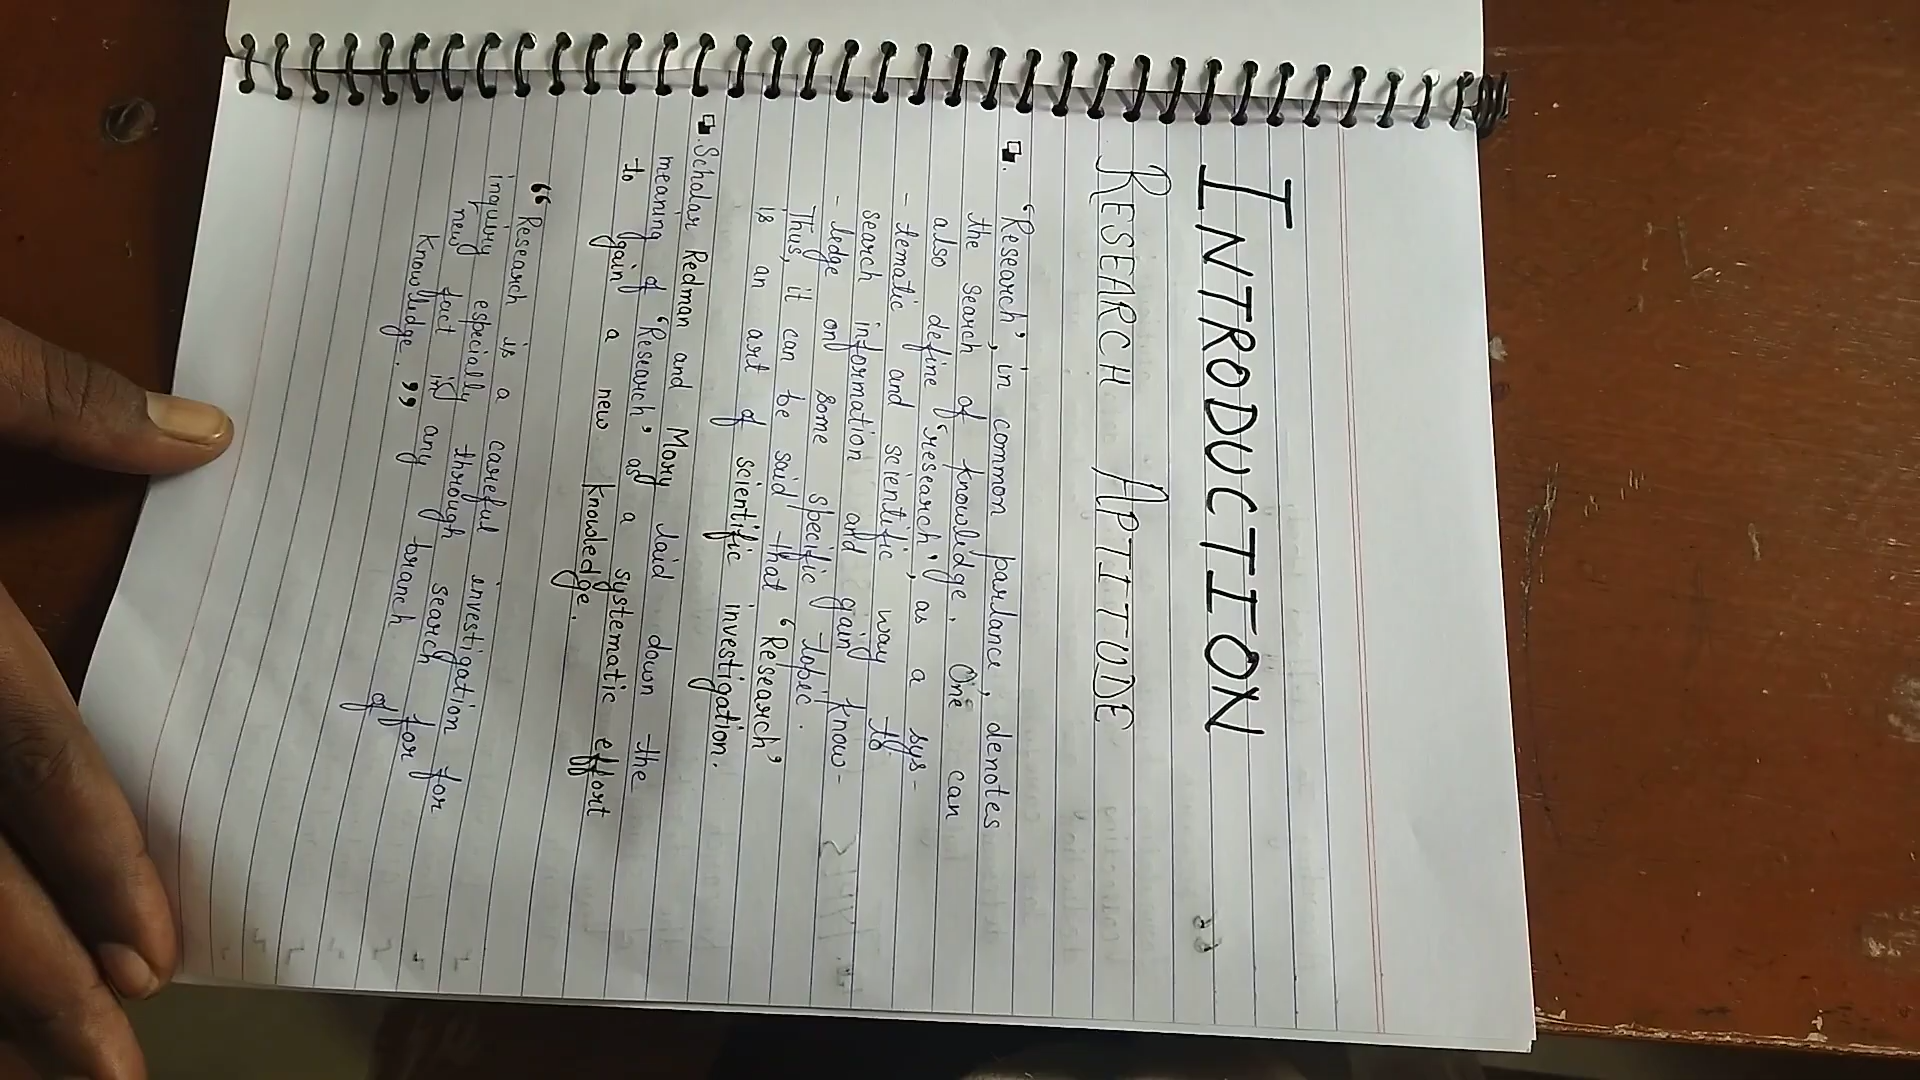 INTRODUCTION
RESEARCH APTITUDE
'Research', in common parlance, denotes
the search of knowledge. One can
also define 'research', as a sys-
-tematic and scientific way to
search information and gain know-
-ledge on some specific topic.
Thus, it can be said that 'Research'
is an art of scientific investigation.
Scholar Redman and Mory laid down the
meaning of 'Research' as a systematic effort
to gain a new knowledge.
"Research is a careful investigation for
inquiry especially through search for
new fact in any branch of
knowledge."